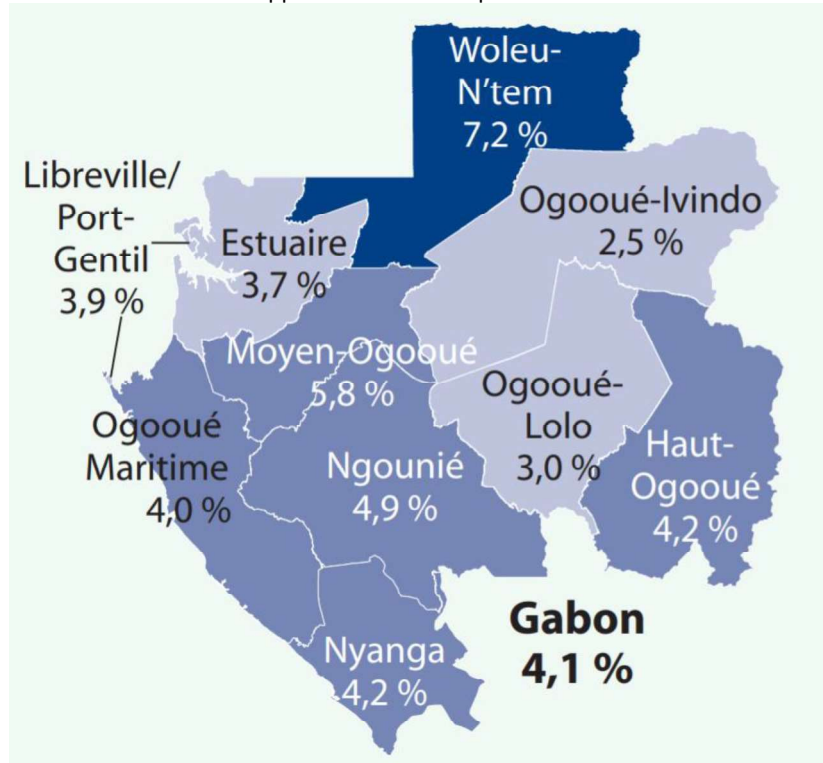 Woleu-
N'tem
7,2 %
Libreville/
Port-
Gentil
3,9 %
Estuaire
3,7 %
Ogooué-Ivindo
2,5 %
Moyen-Ogooué
5,8 %
Ogooué-
Lolo
3,0 %
Ogooué
Maritime
4,0 %
Ngounié
4,9 %
Haut-
Ogooué
4,2 %
Gabon
4,1 %
Nyanga
4,2 %